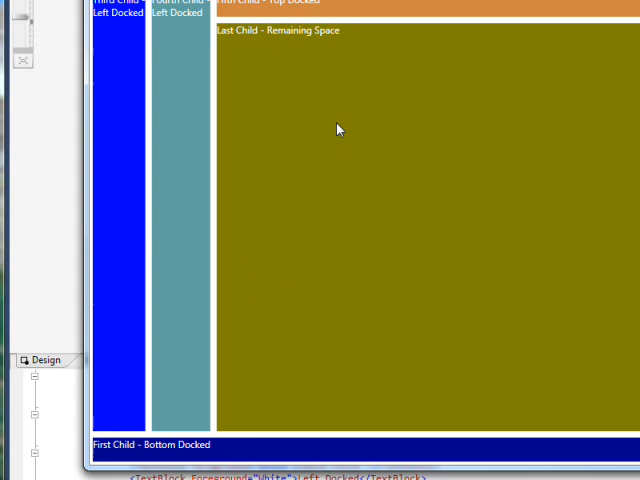 Third Child - Fourth Child - Fifth Child - Top Docked
Left Docked Left Docked
Last Child - Remaining Space
Design
First Child - Bottom Docked
<TextBlock Foreground="White">Left Docked</TextBlock>